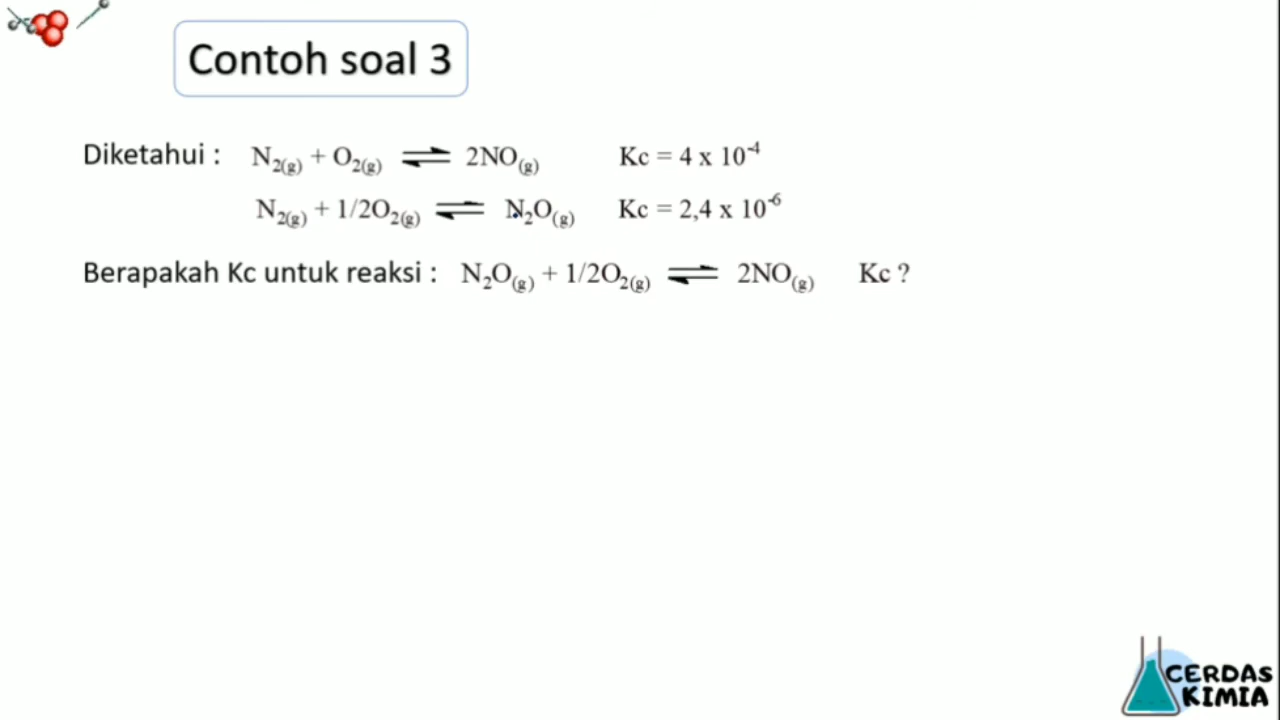 Contoh soal 3
Diketahui : N₂(g) + O₂(g) ⇌ 2NO(g) Kc = 4 x 10⁻⁴
N₂(g) + 1/2O₂(g) ⇌ N₂O(g) Kc = 2,4 x 10⁻⁶
Berapakah Kc untuk reaksi : N₂O(g) + 1/2O₂(g) ⇌ 2NO(g) Kc ?
CERDAS
KIMIA